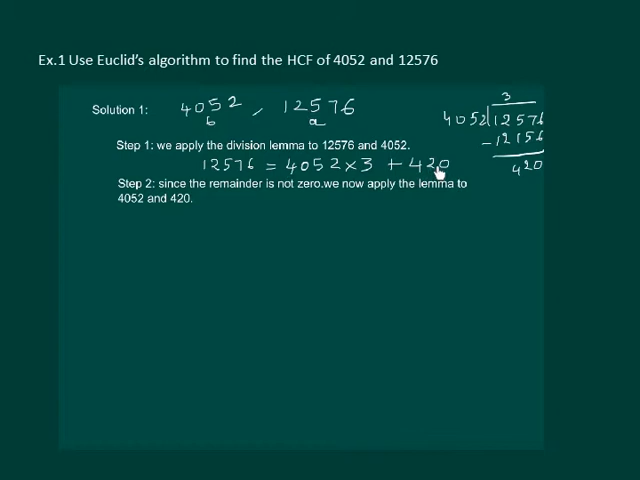 Ex.1 Use Euclid's algorithm to find the HCF of 4052 and 12576
Solution 1: 4052 , 12576
b a
3
4052 12576
- 12156
420
Step 1: we apply the division lemma to 12576 and 4052.
12576 = 4052 x 3 + 420
Step 2: since the remainder is not zero.we now apply the lemma to
4052 and 420.